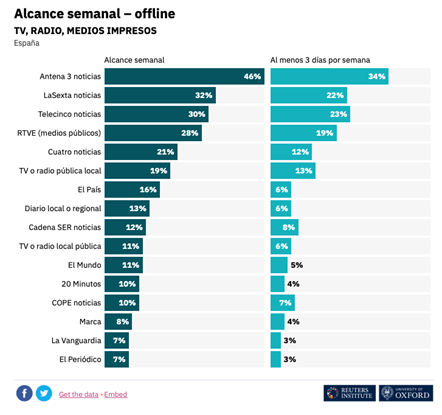 Alcance semanal – offline
TV, RADIO, MEDIOS IMPRESOS
España
Alcance semanal Al menos 3 días por semana
Antena 3 noticias 46% 34%
LaSexta noticias 32% 22%
Telecinco noticias 30% 23%
RTVE (medios públicos) 28% 19%
Cuatro noticias 21% 12%
TV o radio pública local 19% 13%
El País 16% 6%
Diario local o regional 13% 6%
Cadena SER noticias 12% 8%
TV o radio local pública 11% 6%
El Mundo 11% 5%
20 Minutos 10% 4%
COPE noticias 10% 7%
Marca 8% 4%
La Vanguardia 7% 3%
El Periódico 7% 3%
Get the data • Embed
REUTERS INSTITUTE
UNIVERSITY OF OXFORD